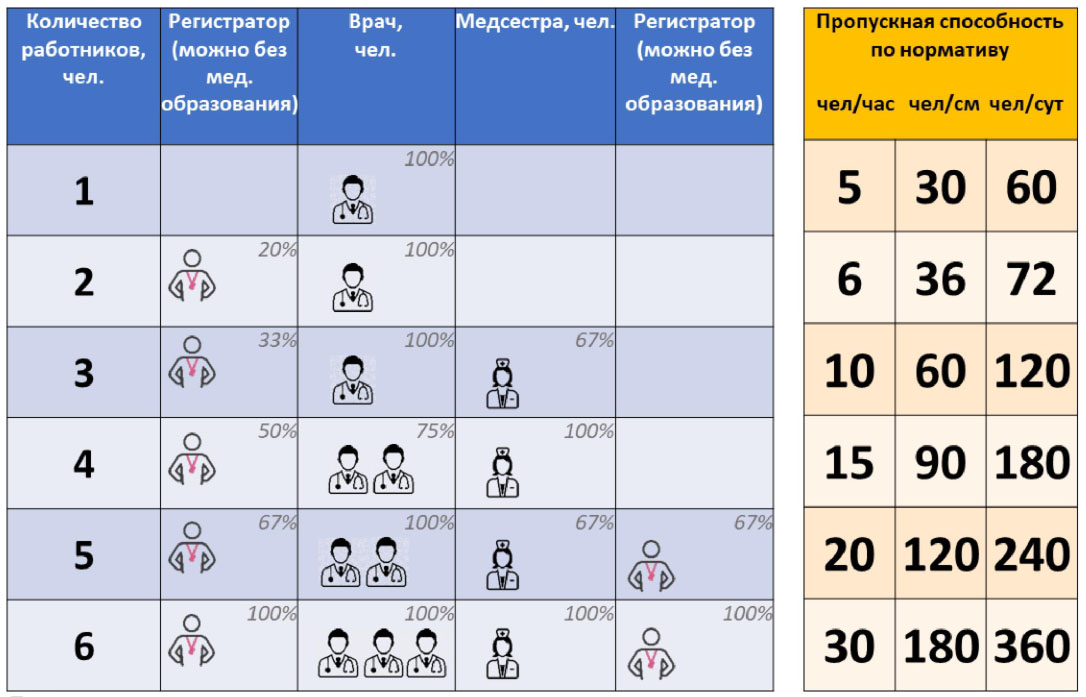 Количество работников, чел.
Регистратор (можно без мед. образования)
Врач, чел.
Медсестра, чел.
Регистратор (можно без мед. образования)
Пропускная способность по нормативу
чел/час чел/см чел/сут
1 100% 5 30 60
2 20% 100% 6 36 72
3 33% 100% 67% 10 60 120
4 50% 75% 100% 15 90 180
5 67% 100% 67% 67% 20 120 240
6 100% 100% 100% 100% 30 180 360